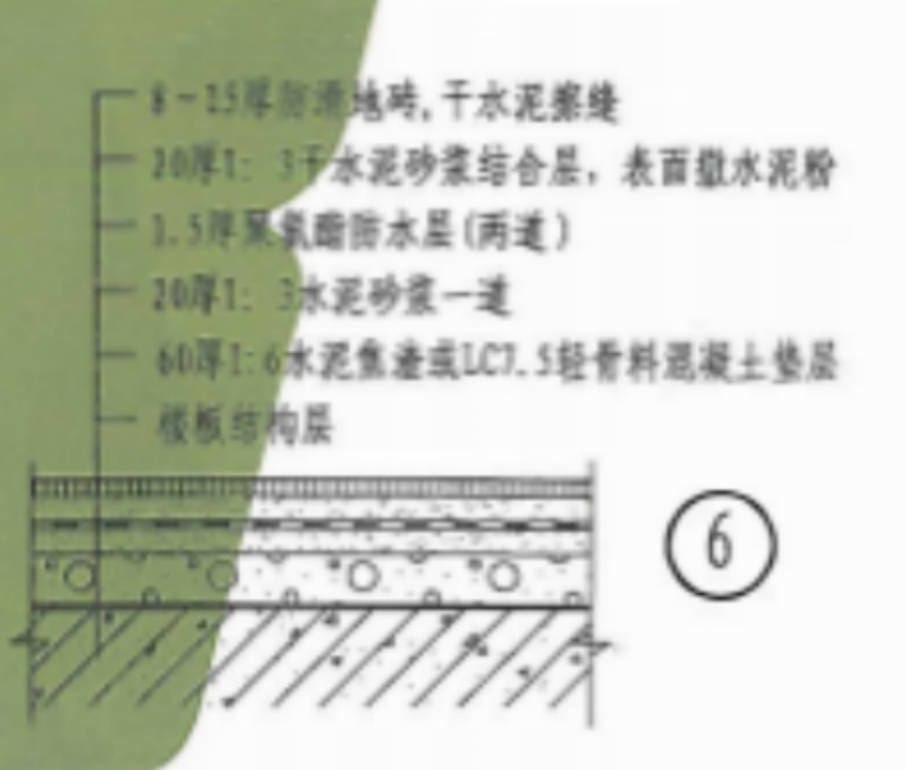 8-15厚防滑地砖,干水泥擦缝
20厚1:3干水泥砂浆结合层,表面撒水泥粉
1.5厚聚氨酯防水层(两道)
20厚1:3水泥砂浆一道
60厚1:6水泥焦渣或LC7.5轻骨料混凝土垫层
楼板结构层
6